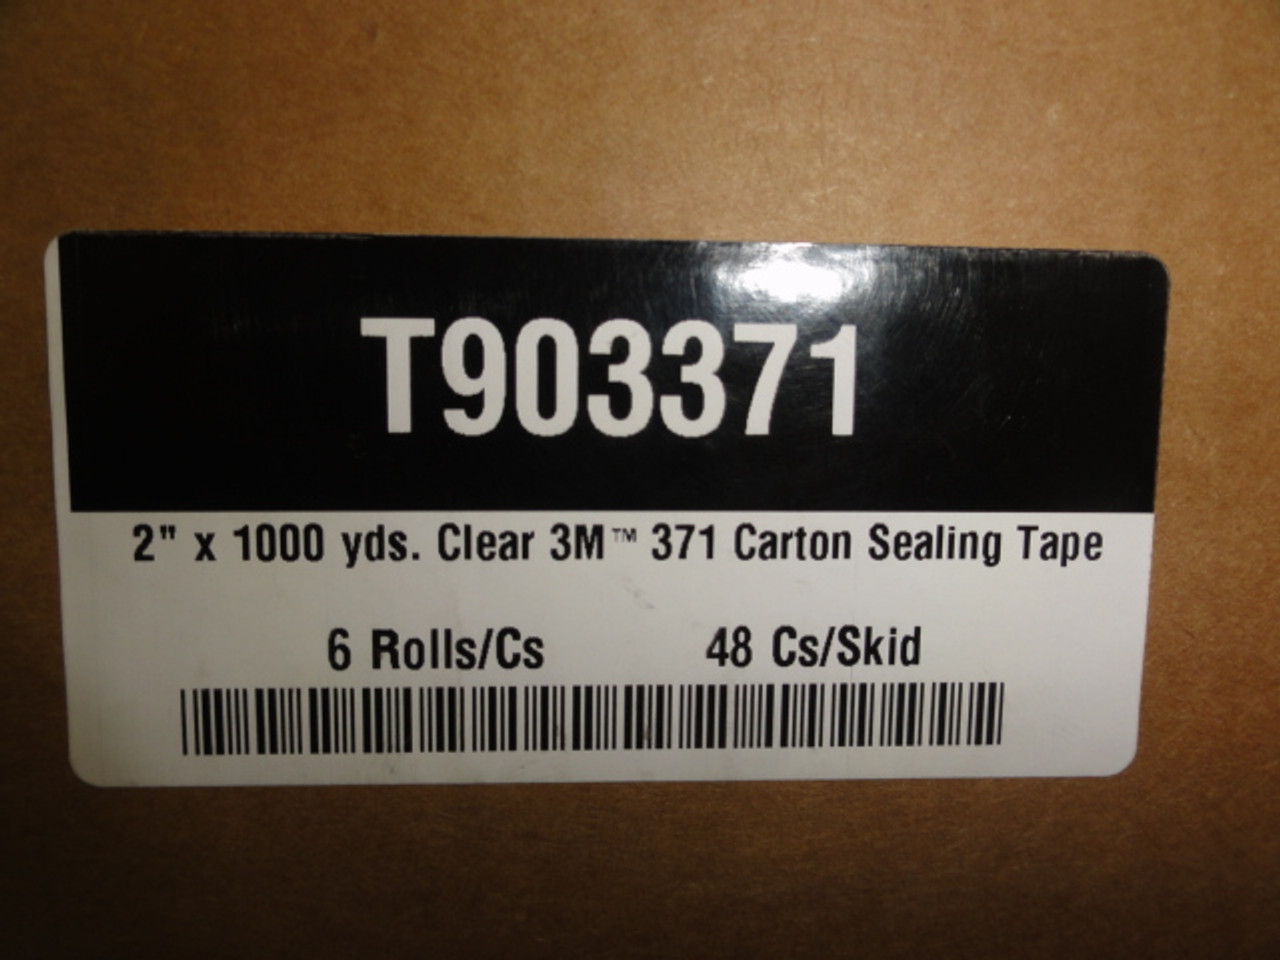 T903371
2" x 1000 yds. Clear 3M™ 371 Carton Sealing Tape
6 Rolls/Cs 48 Cs/Skid